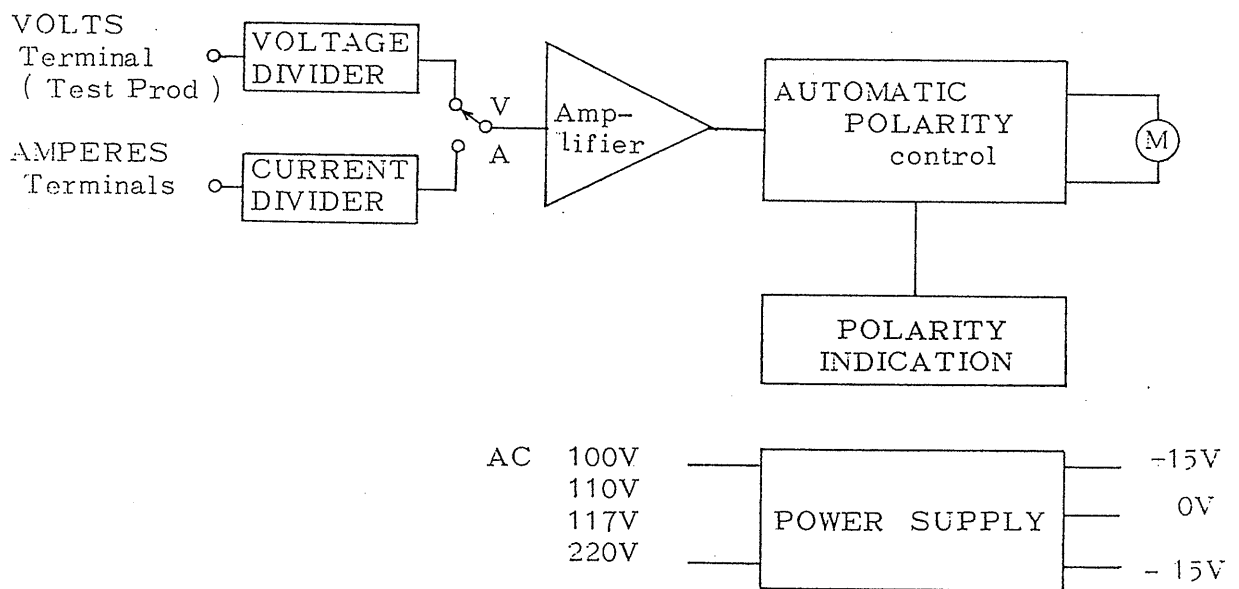 VOLTS
Terminal
( Test Prod )
VOLTAGE
DIVIDER
V
A
AMPERES
Terminals
CURRENT
DIVIDER
Amp-
lifier
AUTOMATIC
POLARITY
control
M
POLARITY
INDICATION
AC 100V
110V
117V
220V
POWER SUPPLY
-15V
0V
- 15V